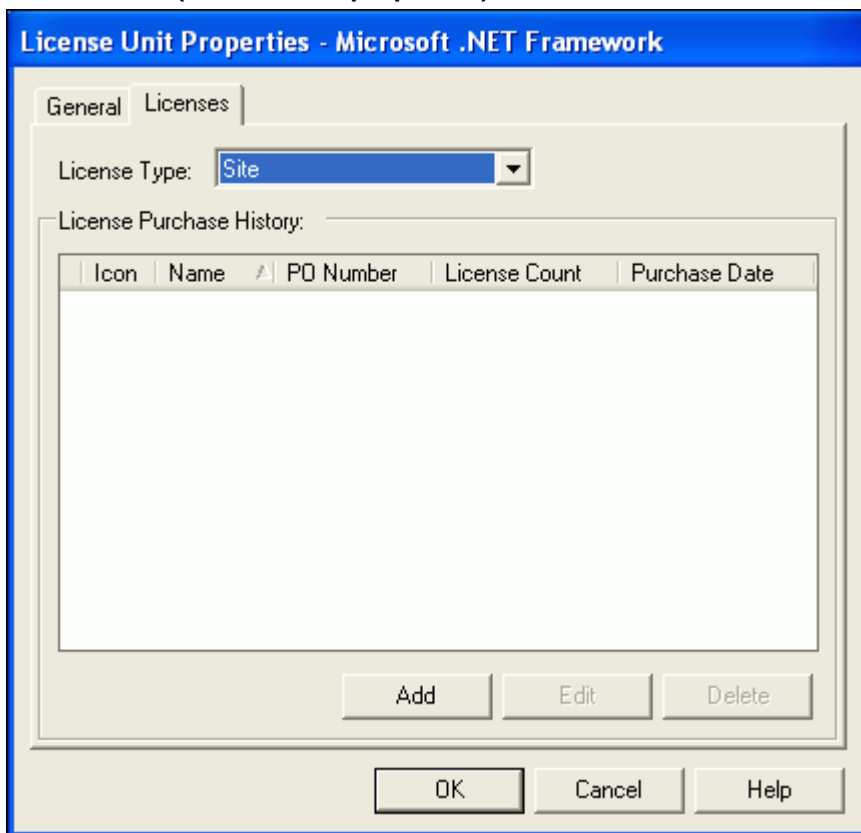 License Unit Properties - Microsoft .NET Framework
General Licenses
License Type: Site
License Purchase History:
Icon Name PO Number License Count Purchase Date
Add Edit Delete
OK Cancel Help